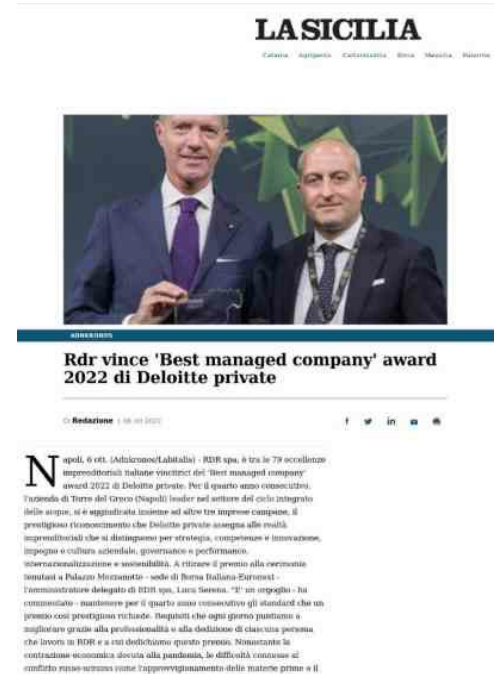 LA SICILIA
Catania Agrigento Caltanissetta Enna Messina Palermo
ADNKRONOS
Rdr vince 'Best managed company' award
2022 di Deloitte private
Di Redazione | 06 ott 2022
Napoli, 6 ott. (Adnkronos/Labitalia) - RDR spa, è tra le 79 eccellenze
imprenditoriali italiane vincitrici del 'Best managed company'
award 2022 di Deloitte private. Per il quarto anno consecutivo,
l'azienda di Torre del Greco (Napoli) leader nel settore del ciclo integrato
delle acque, si è aggiudicata insieme ad altre tre imprese campane, il
prestigioso riconoscimento che Deloitte private assegna alle realtà
imprenditoriali che si distinguono per strategia, competenze e innovazione,
impegno e cultura aziendale, governance e performance,
internazionalizzazione e sostenibilità. A ritirare il premio alla cerimonia
tenutasi a Palazzo Mezzanotte - sede di Borsa Italiana-Euronext -
l'amministratore delegato di RDR spa, Luca Serena. "E' un orgoglio - ha
commentato - mantenere per il quarto anno consecutivo gli standard che un
premio così prestigioso richiede. Requisiti che ogni giorno puntiamo a
migliorare grazie alla professionalità e alla dedizione di ciascuna persona
che lavora in RDR e a cui dedichiamo questo premio. Nonostante la
contrazione economica dovuta alla pandemia, le difficoltà connesse al
conflitto russo-ucraino come l'approvvigionamento delle materie prime e il